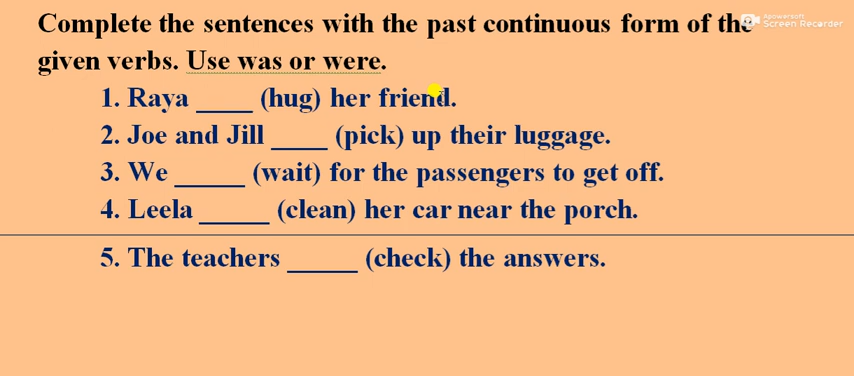 Complete the sentences with the past continuous form of the
given verbs. Use was or were.
1. Raya ____ (hug) her friend.
2. Joe and Jill ____ (pick) up their luggage.
3. We _____ (wait) for the passengers to get off.
4. Leela _____ (clean) her car near the porch.
5. The teachers _____ (check) the answers.
Apowersoft
Screen Recorder